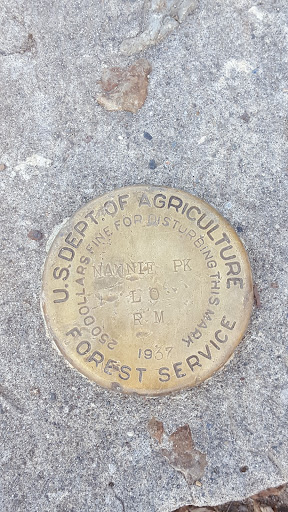 U.S. DEPT. OF AGRICULTURE
250 DOLLARS FINE FOR DISTURBING THIS MARK
PK
L O
R M
1937
FOREST SERVICE